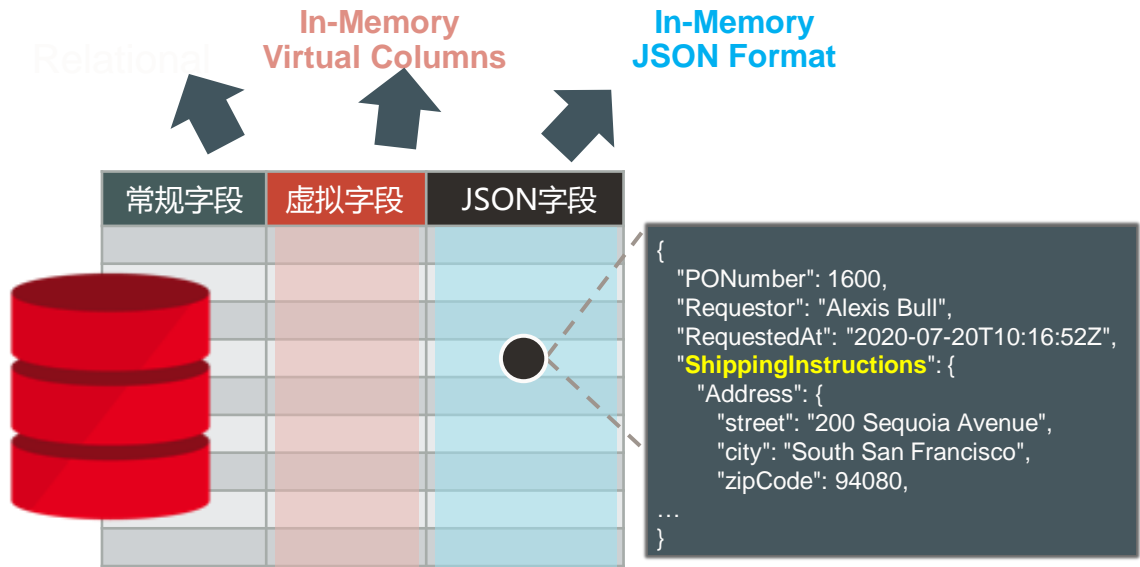 Relational
In-Memory
Virtual Columns
In-Memory
JSON Format
常规字段
虚拟字段
JSON字段
{
"PONumber": 1600,
"Requestor": "Alexis Bull",
"RequestedAt": "2020-07-20T10:16:52Z",
"ShippingInstructions": {
"Address": {
"street": "200 Sequoia Avenue",
"city": "South San Francisco",
"zipCode": 94080,
…
}